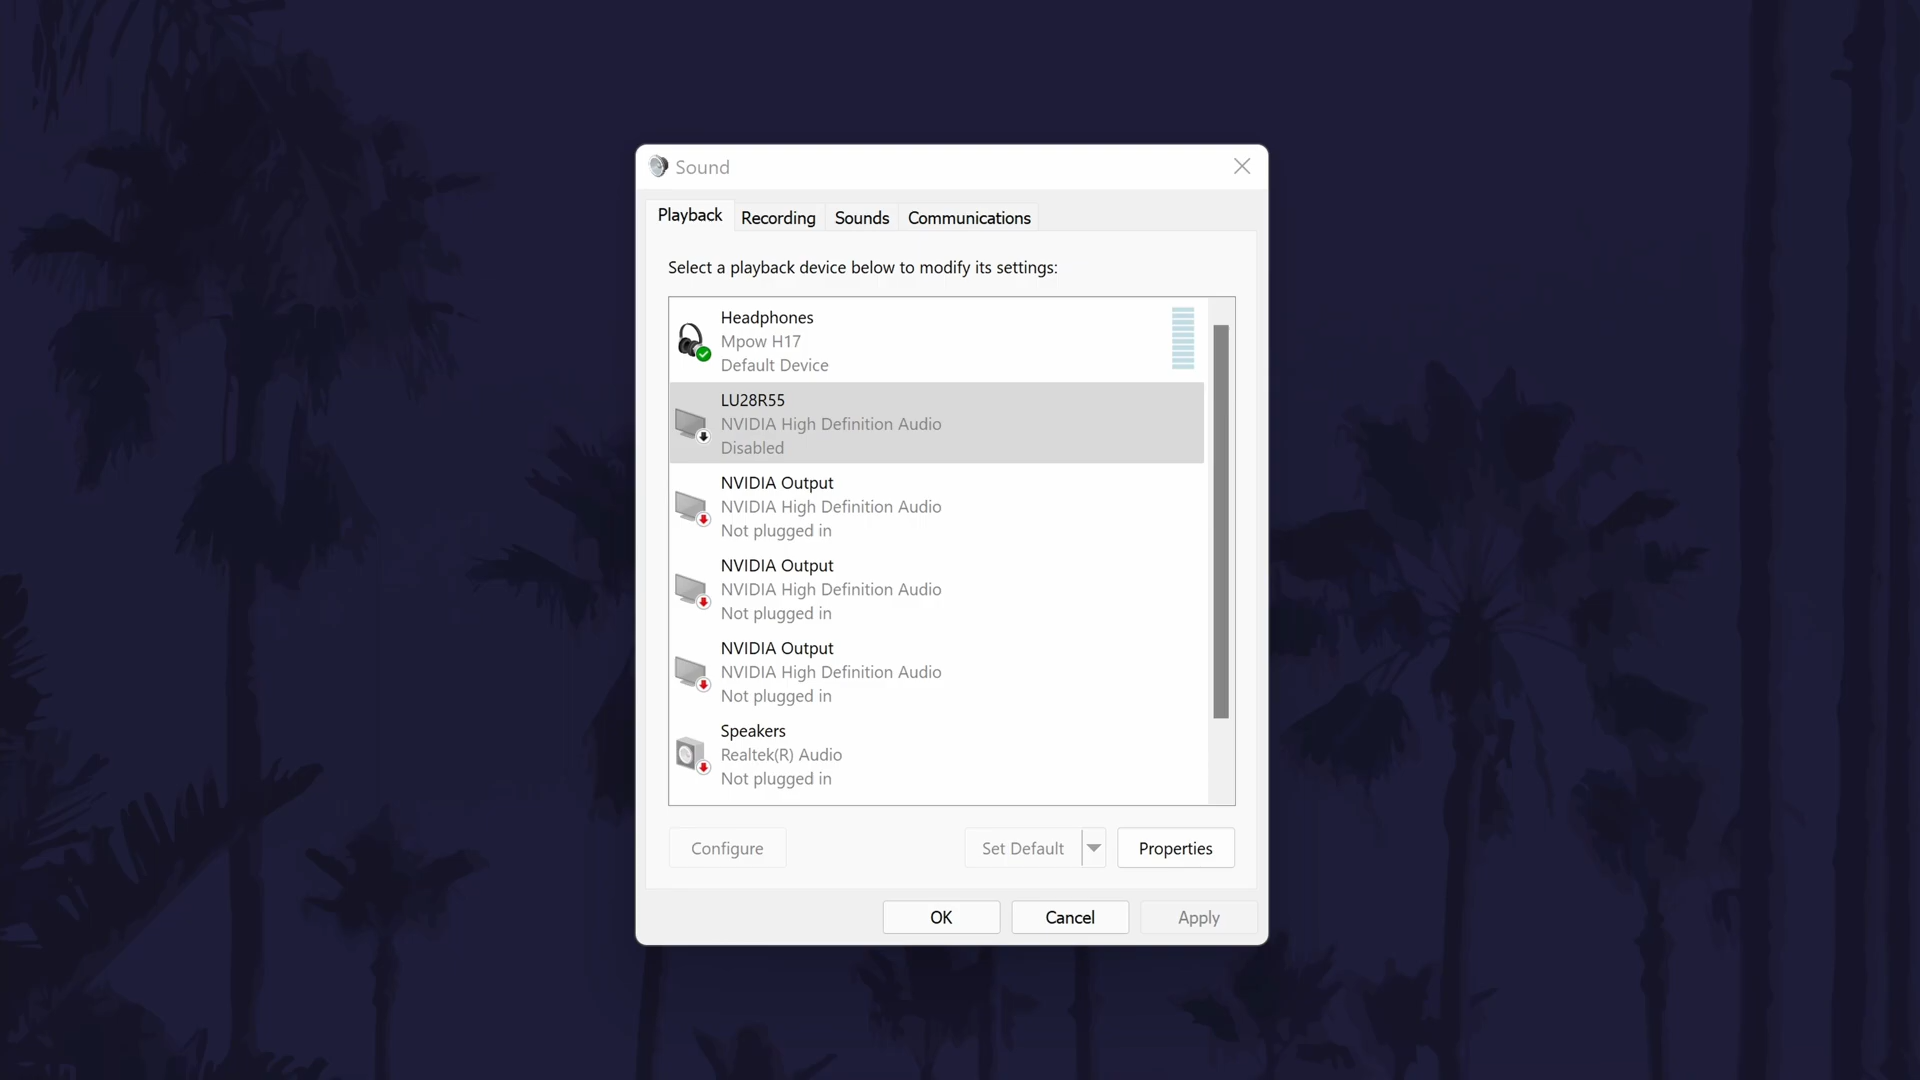 Sound
Playback
Recording
Sounds
Communications
Select a playback device below to modify its settings:
Headphones
Mpow H17
Default Device
LU28R55
NVIDIA High Definition Audio
Disabled
NVIDIA Output
NVIDIA High Definition Audio
Not plugged in
NVIDIA Output
NVIDIA High Definition Audio
Not plugged in
NVIDIA Output
NVIDIA High Definition Audio
Not plugged in
Speakers
Realtek(R) Audio
Not plugged in
Configure
Set Default
Properties
OK
Cancel
Apply